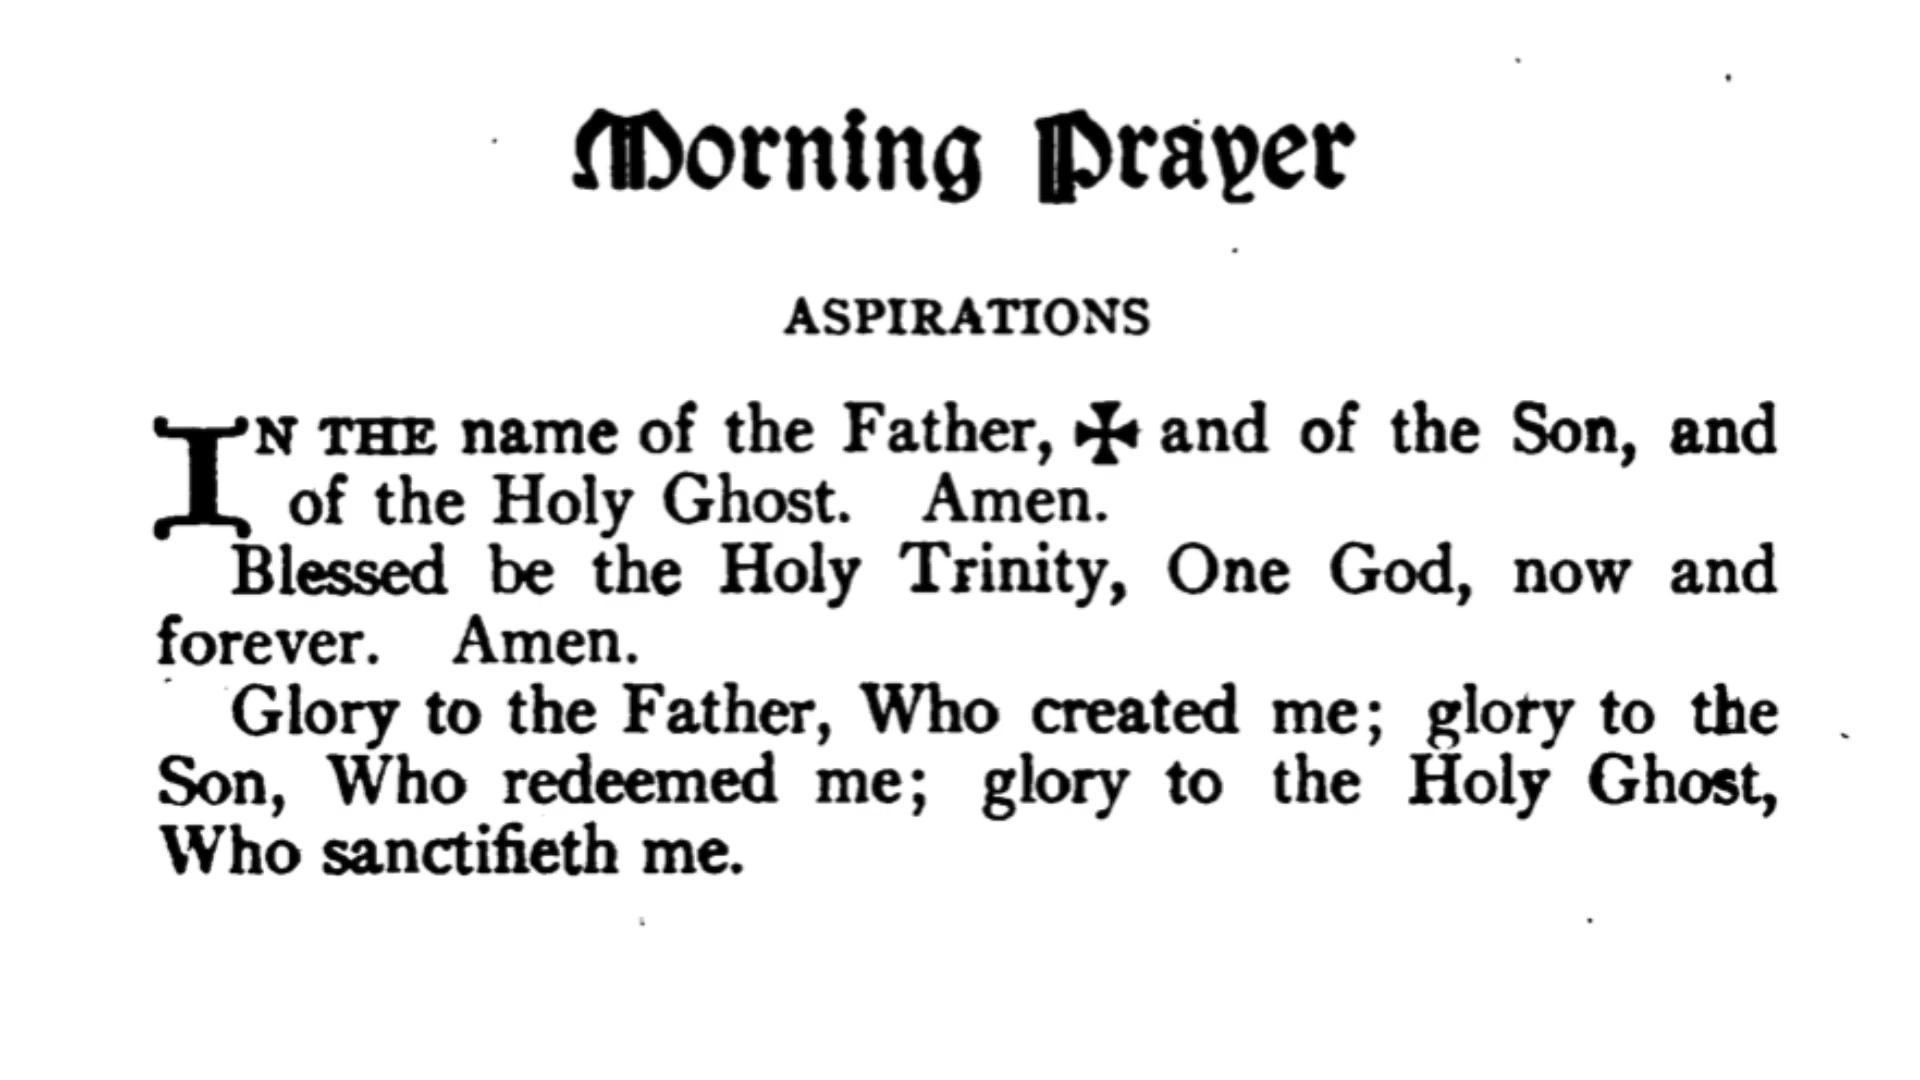 Morning Prayer
ASPIRATIONS
IN THE name of the Father, ✠ and of the Son, and
of the Holy Ghost. Amen.
Blessed be the Holy Trinity, One God, now and
forever. Amen.
Glory to the Father, Who created me; glory to the
Son, Who redeemed me; glory to the Holy Ghost,
Who sanctifieth me.